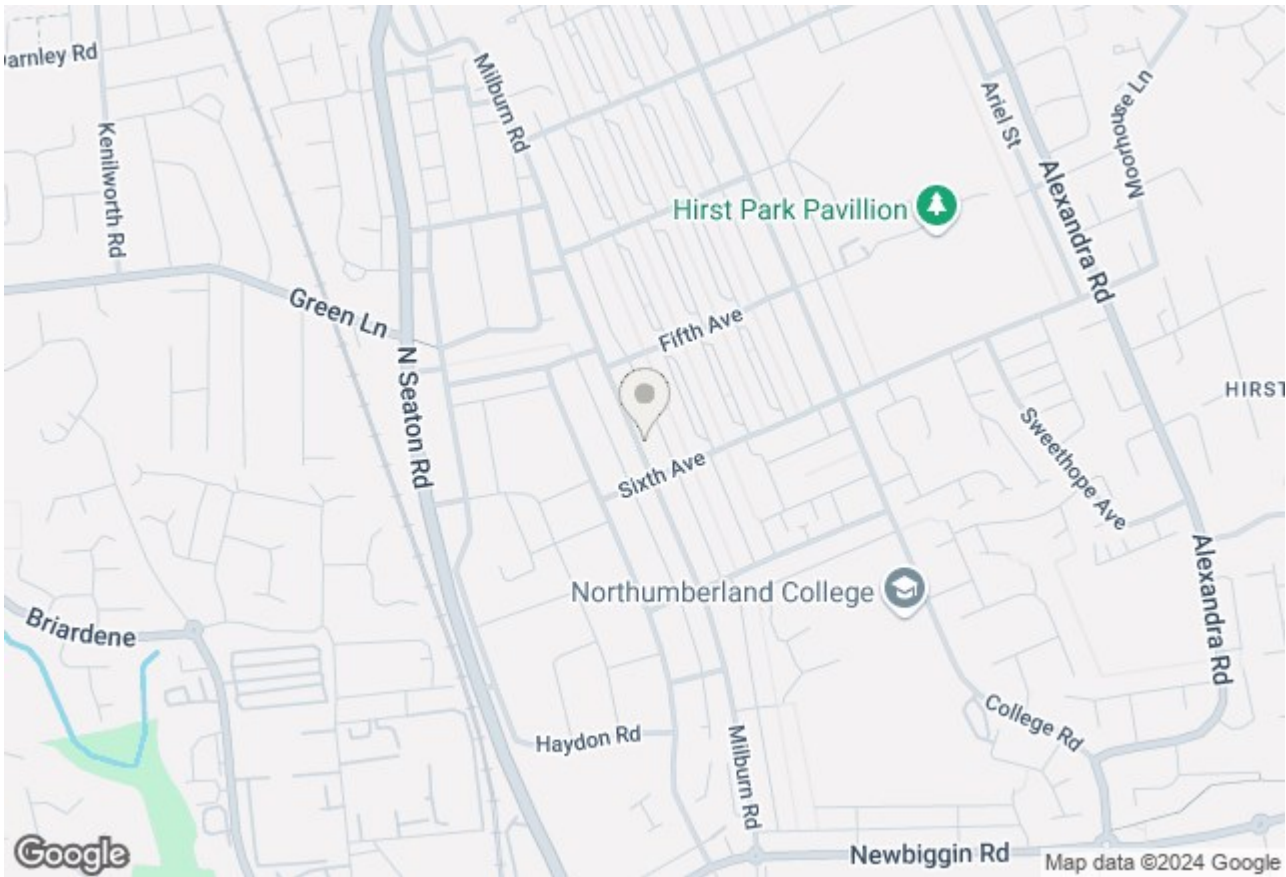 Darnley Rd
Kenilworth Rd
Milburn Rd
Ariel St
Moorhouse Ln
Alexandra Rd
Hirst Park Pavillion
Green Ln
Fifth Ave
N Seaton Rd
HIRST
Sixth Ave
Sweethope Ave
Northumberland College
Alexandra Rd
Briardene
College Rd
Haydon Rd
Milburn Rd
Newbiggin Rd
Google
Map data ©2024 Google